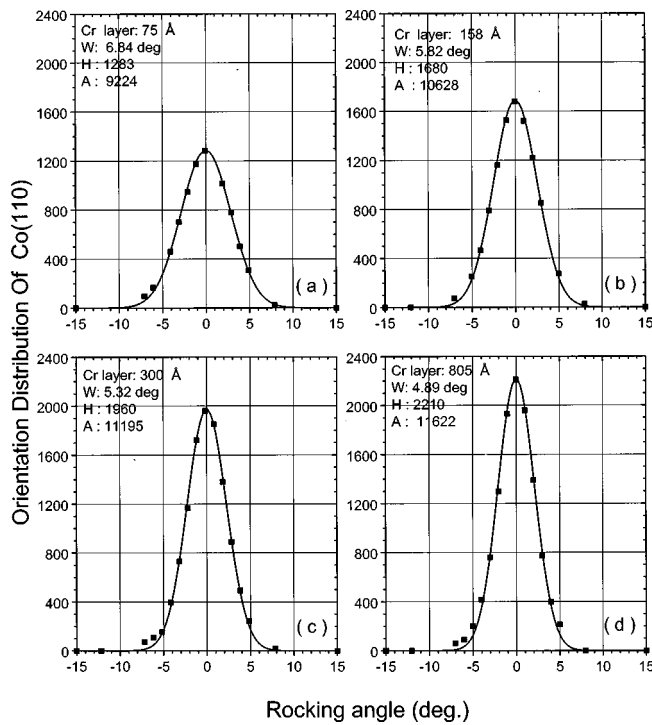 Orientation Distribution Of Co(110)
2400
2000
1600
1200
800
400
0
Cr layer: 75 Å
W: 6.84 deg
H : 1283
A : 9224
( a )
-15 -10 -5 0 5 10 15
2400
2000
1600
1200
800
400
0
Cr layer: 158 Å
W: 5.82 deg
H : 1680
A : 10628
( b )
-15 -10 -5 0 5 10 15
2400
2000
1600
1200
800
400
0
Cr layer: 300 Å
W: 5.32 deg
H : 1960
A : 11195
( c )
-15 -10 -5 0 5 10 15
2400
2000
1600
1200
800
400
0
Cr layer: 805 Å
W: 4.89 deg
H : 2210
A : 11622
( d )
-15 -10 -5 0 5 10 15
Rocking angle (deg.)